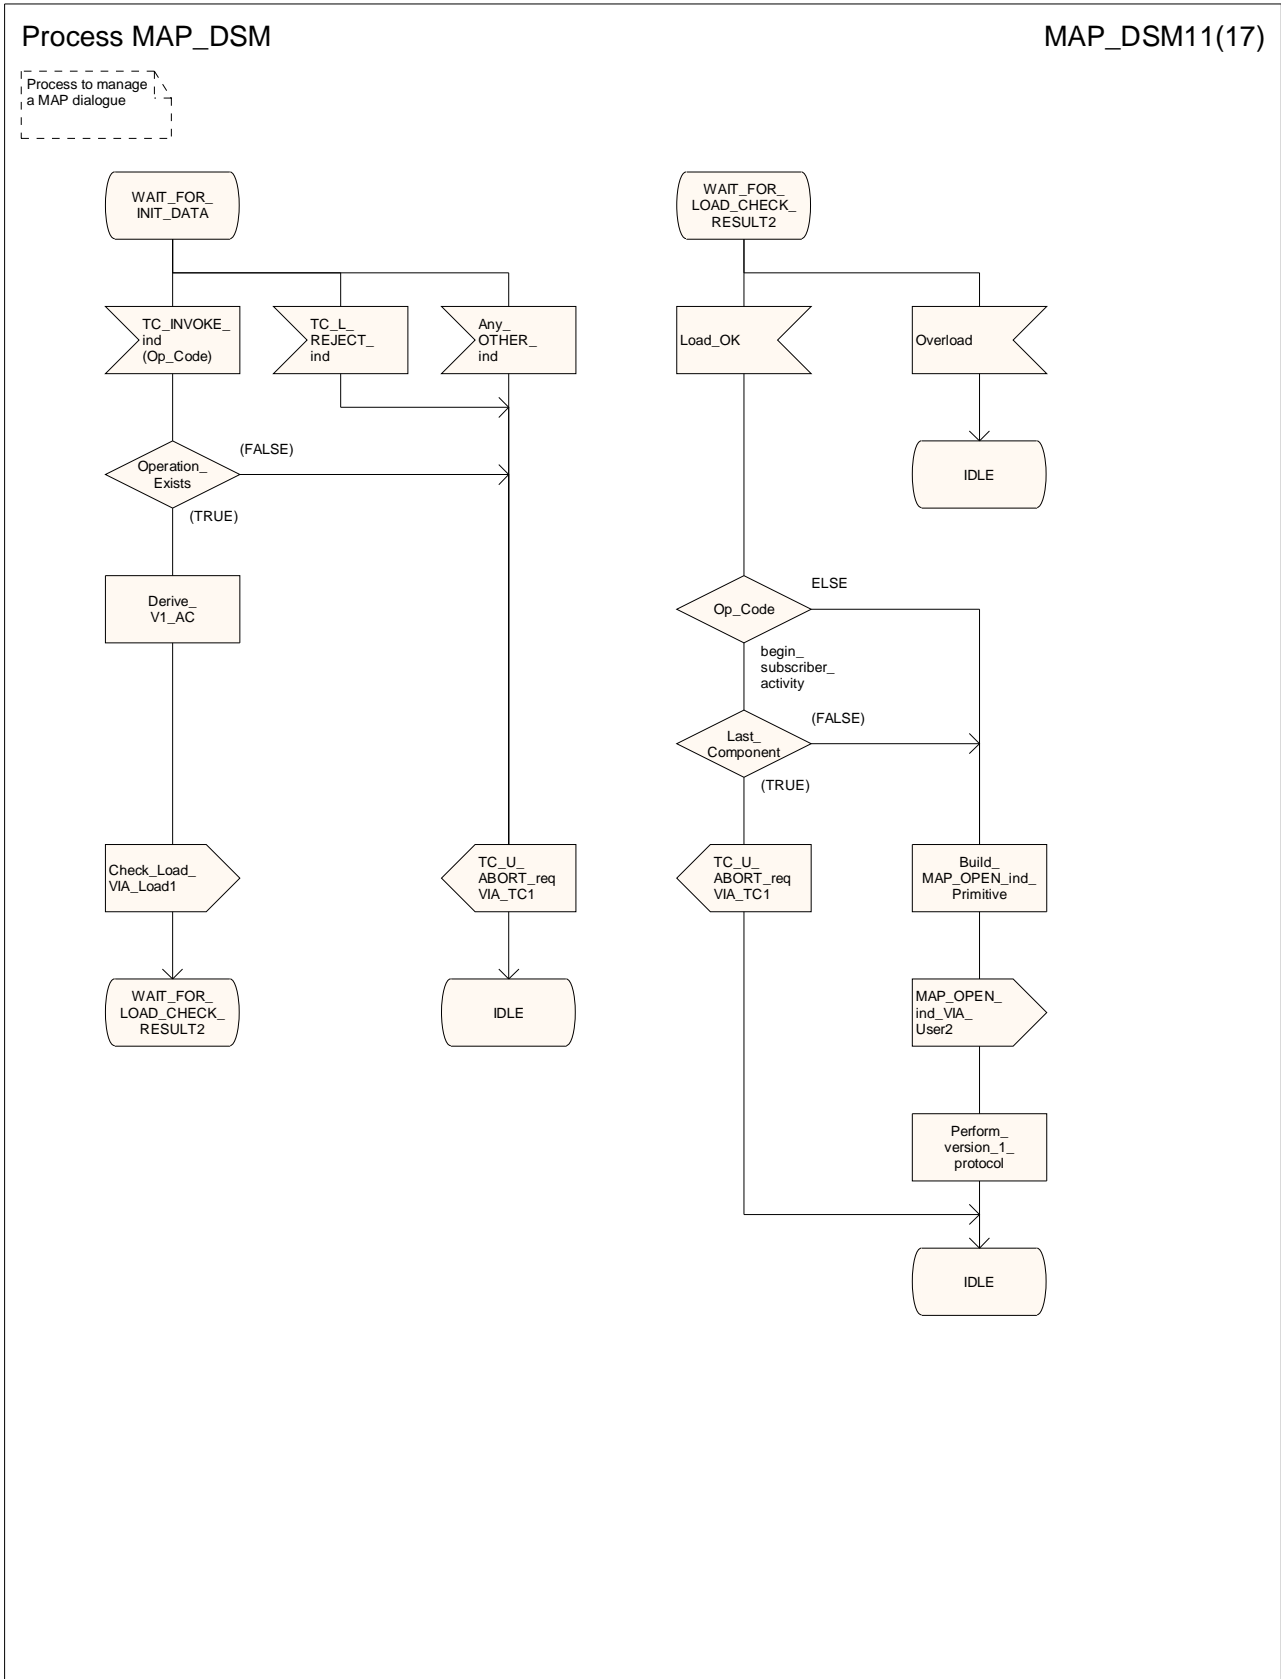 Process MAP_DSM
MAP_DSM11(17)
Process to manage
a MAP dialogue
WAIT_FOR_
INIT_DATA
TC_INVOKE_
ind
(Op_Code)
TC_L_
REJECT_
ind
Any_
OTHER_
ind
Operation_
Exists
(FALSE)
(TRUE)
Derive_
V1_AC
Check_Load_
VIA_Load1
TC_U_
ABORT_req
VIA_TC1
WAIT_FOR_
LOAD_CHECK_
RESULT2
IDLE
WAIT_FOR_
LOAD_CHECK_
RESULT2
Load_OK
Overload
IDLE
Op_Code
ELSE
begin_
subscriber_
activity
Last_
Component
(FALSE)
(TRUE)
TC_U_
ABORT_req
VIA_TC1
Build_
MAP_OPEN_ind_
Primitive
MAP_OPEN_
ind_VIA_
User2
Perform_
version_1_
protocol
IDLE